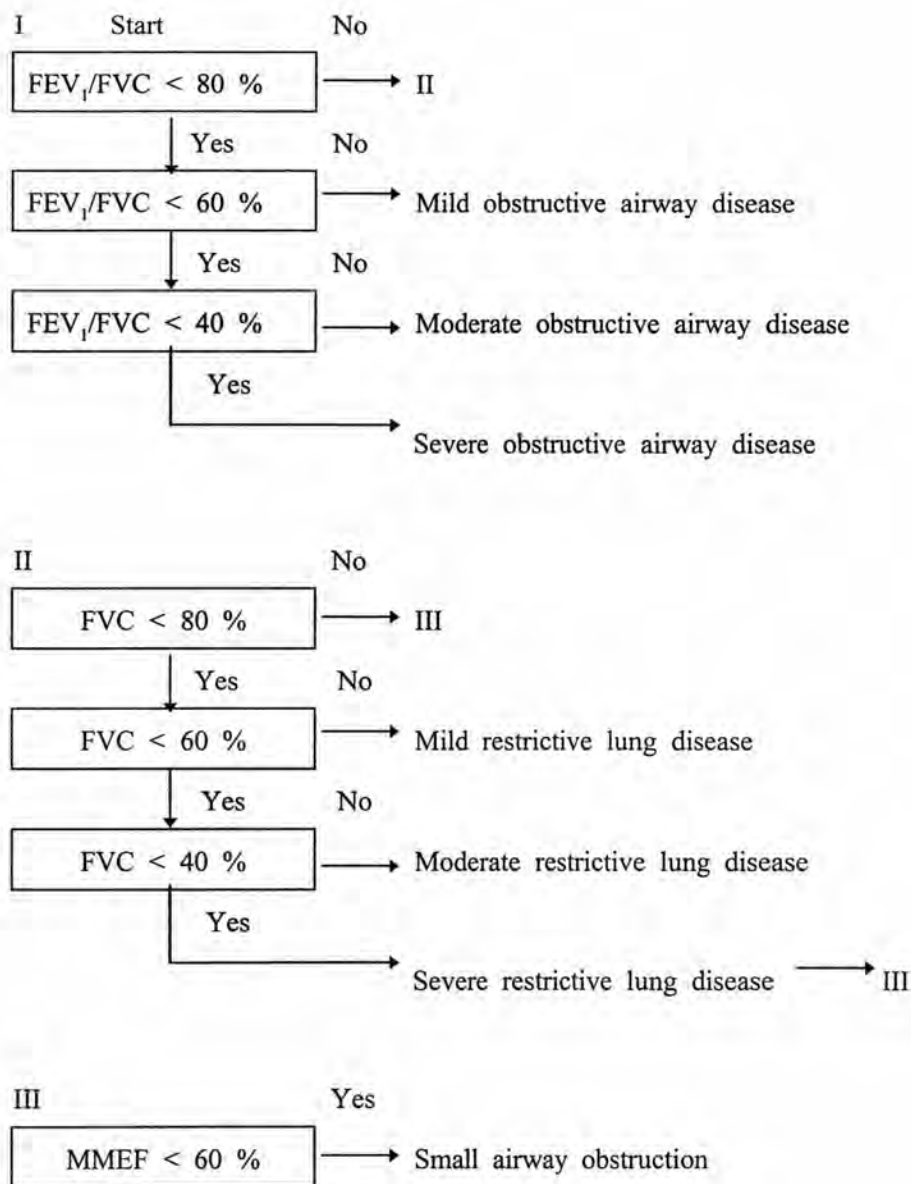 I Start No
FEV₁/FVC < 80 % II
Yes No
FEV₁/FVC < 60 % Mild obstructive airway disease
Yes No
FEV₁/FVC < 40 % Moderate obstructive airway disease
Yes
Severe obstructive airway disease
II No
FVC < 80 % III
Yes No
FVC < 60 % Mild restrictive lung disease
Yes No
FVC < 40 % Moderate restrictive lung disease
Yes
Severe restrictive lung disease III
III Yes
MMEF < 60 % Small airway obstruction